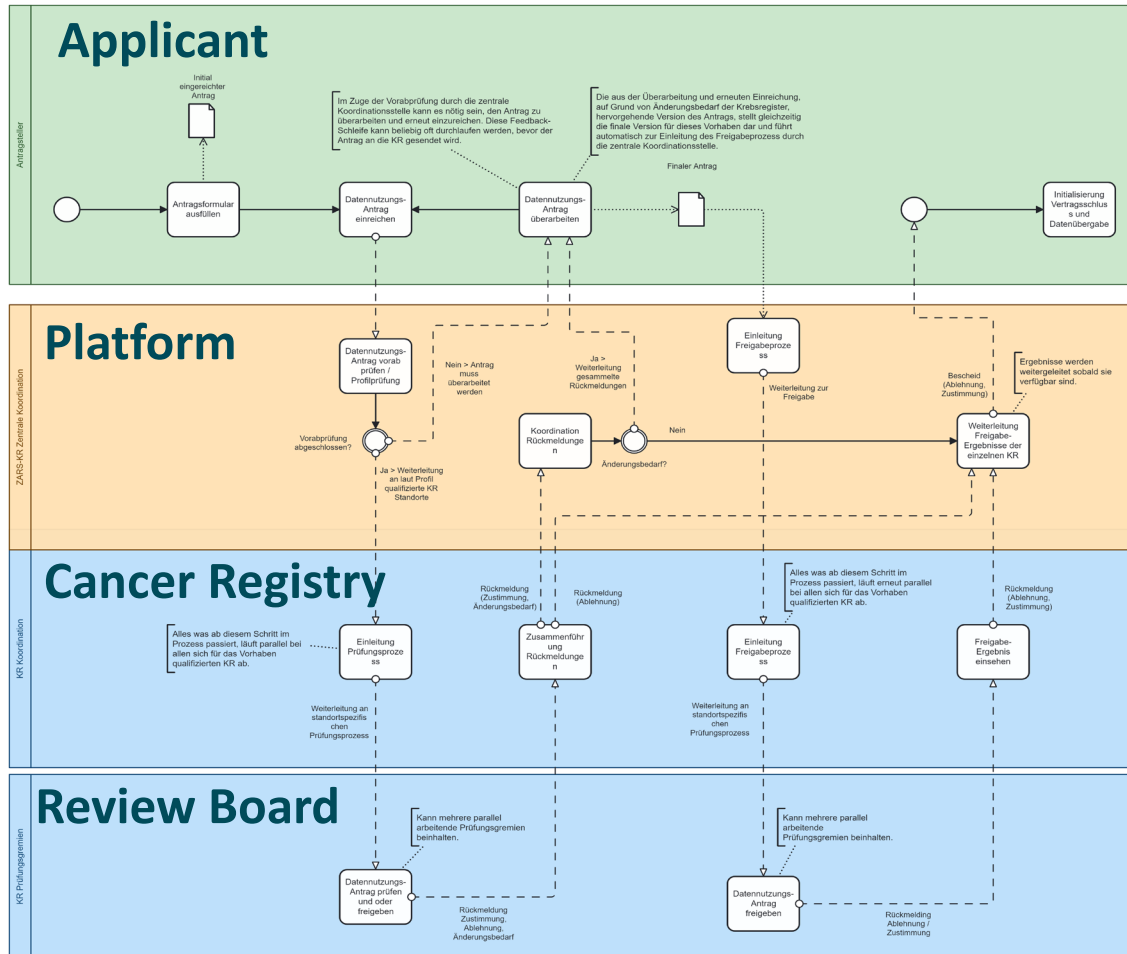 Applicant
Antragsteller
Initial
eingereichter
Antrag
Im Zuge der Vorabprüfung durch die zentrale
Koordinationsstelle kann es nötig sein, den Antrag zu
überarbeiten und erneut einzureichen. Diese Feedback-
Schleife kann beliebig oft durchlaufen werden, bevor der
Antrag an die KR gesendet wird.
Die aus der Überarbeitung und erneuten Einreichung,
auf Grund von Änderungsbedarf der Krebsregister,
hervorgehende Version des Antrags, stellt gleichzeitig
die finale Version für dieses Vorhaben dar und führt
automatisch zur Einleitung des Freigabeprozess durch
die zentrale Koordinationsstelle.
Finaler Antrag
Antragsformular
ausfüllen
Datennutzungs-
Antrag
einreichen
Datennutzungs-
Antrag
überarbeiten
Initialisierung
Vertragsschlus
s und
Datenübergabe
Platform
ZARS-KR Zentrale Koordination
Datennutzungs-
Antrag vorab
prüfen /
Profilprüfung
Nein > Antrag
muss
überarbeitet
werden
Ja >
Weiterleitung
gesammelte
Rückmeldungen
Einleitung
Freigabeproze
ss
Weiterleitung zur
Freigabe
Bescheid
(Ablehnung,
Zustimmung)
Ergebnisse werden
weitergeleitet sobald sie
verfügbar sind.
Vorabprüfung
abgeschlossen?
Koordination
Rückmeldunge
n
Nein
Änderungsbedarf?
Weiterleitung
Freigabe-
Ergebnisse der
einzelnen KR
Ja > Weiterleitung
an laut Profil
qualifizierte KR
Standorte
Cancer Registry
KR Koordination
Rückmeldung
(Zustimmung,
Änderungsbedarf)
Rückmeldung
(Ablehnung)
Alles was ab diesem Schritt im
Prozess passiert, läuft erneut parallel
bei allen sich für das Vorhaben
qualifizierten KR ab.
Rückmeldung
(Ablehnung,
Zustimmung)
Alles was ab diesem Schritt im
Prozess passiert, läuft parallel bei
allen sich für das Vorhaben
qualifizierten KR ab.
Einleitung
Prüfungsproze
ss
Zusammenführ
ung
Rückmeldunge
n
Einleitung
Freigabeproze
ss
Freigabe-
Ergebnis
einsehen
Weiterleitung an
standortspezifis
chen
Prüfungsprozess
Weiterleitung an
standortspezifis
chen
Prüfungsprozess
Review Board
KR Prüfungsgremien
Kann mehrere parallel
arbeitende
Prüfungsgremien
beinhalten.
Kann mehrere parallel
arbeitende
Prüfungsgremien beinhalten.
Datennutzungs-
Antrag prüfen
und oder
freigeben
Rückmeldung
Zustimmung,
Ablehnung,
Änderungsbedarf
Datennutzungs-
Antrag
freigeben
Rückmelding
Ablehnung /
Zustimmung